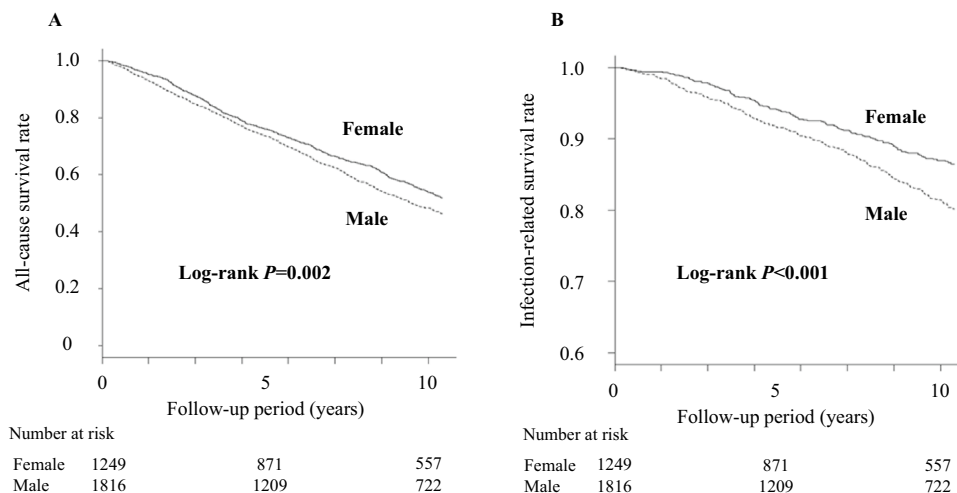 A
All-cause survival rate
1.0
0.8
0.6
0.4
0.2
0
Female
Male
Log-rank P=0.002
0 5 10
Follow-up period (years)
Number at risk
Female 1249 871 557
Male 1816 1209 722
B
Infection-related survival rate
1.0
0.9
0.8
0.7
0.6
Female
Male
Log-rank P<0.001
0 5 10
Follow-up period (years)
Number at risk
Female 1249 871 557
Male 1816 1209 722